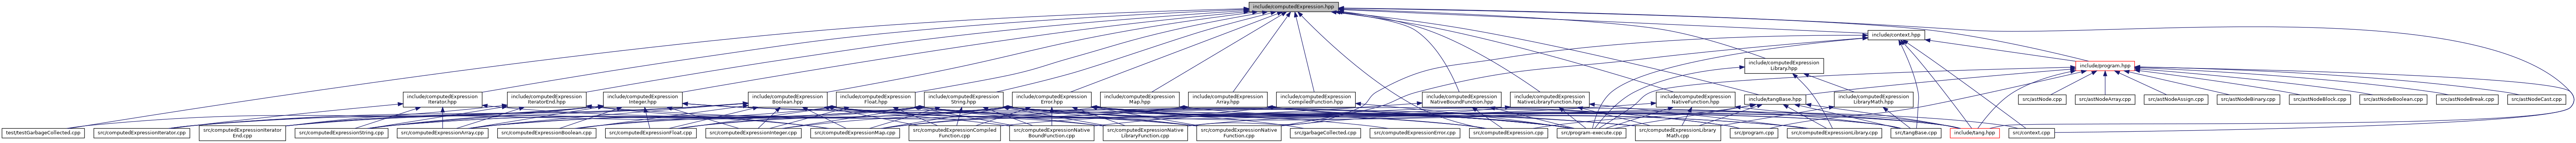 include/computedExpression.hpp
include/context.hpp
include/computedExpression
Library.hpp
include/program.hpp
include/computedExpression
Iterator.hpp
include/computedExpression
IteratorEnd.hpp
include/computedExpression
Integer.hpp
include/computedExpression
Boolean.hpp
include/computedExpression
Float.hpp
include/computedExpression
String.hpp
include/computedExpression
Error.hpp
include/computedExpression
Map.hpp
include/computedExpression
Array.hpp
include/computedExpression
CompiledFunction.hpp
include/computedExpression
NativeBoundFunction.hpp
include/computedExpression
NativeLibraryFunction.hpp
include/computedExpression
NativeFunction.hpp
include/tangBase.hpp
include/computedExpression
LibraryMath.hpp
src/astNode.cpp
src/astNodeArray.cpp
src/astNodeAssign.cpp
src/astNodeBinary.cpp
src/astNodeBlock.cpp
src/astNodeBoolean.cpp
src/astNodeBreak.cpp
src/astNodeCast.cpp
test/testGarbageCollected.cpp
src/computedExpressionIterator.cpp
src/computedExpressionIterator
End.cpp
src/computedExpressionString.cpp
src/computedExpressionArray.cpp
src/computedExpressionBoolean.cpp
src/computedExpressionFloat.cpp
src/computedExpressionInteger.cpp
src/computedExpressionMap.cpp
src/computedExpressionCompiled
Function.cpp
src/computedExpressionNative
BoundFunction.cpp
src/computedExpressionNative
LibraryFunction.cpp
src/computedExpressionNative
Function.cpp
src/garbageCollected.cpp
src/computedExpressionError.cpp
src/computedExpression.cpp
src/program-execute.cpp
src/computedExpressionLibrary
Math.cpp
src/program.cpp
src/computedExpressionLibrary.cpp
src/tangBase.cpp
include/tang.hpp
src/context.cpp